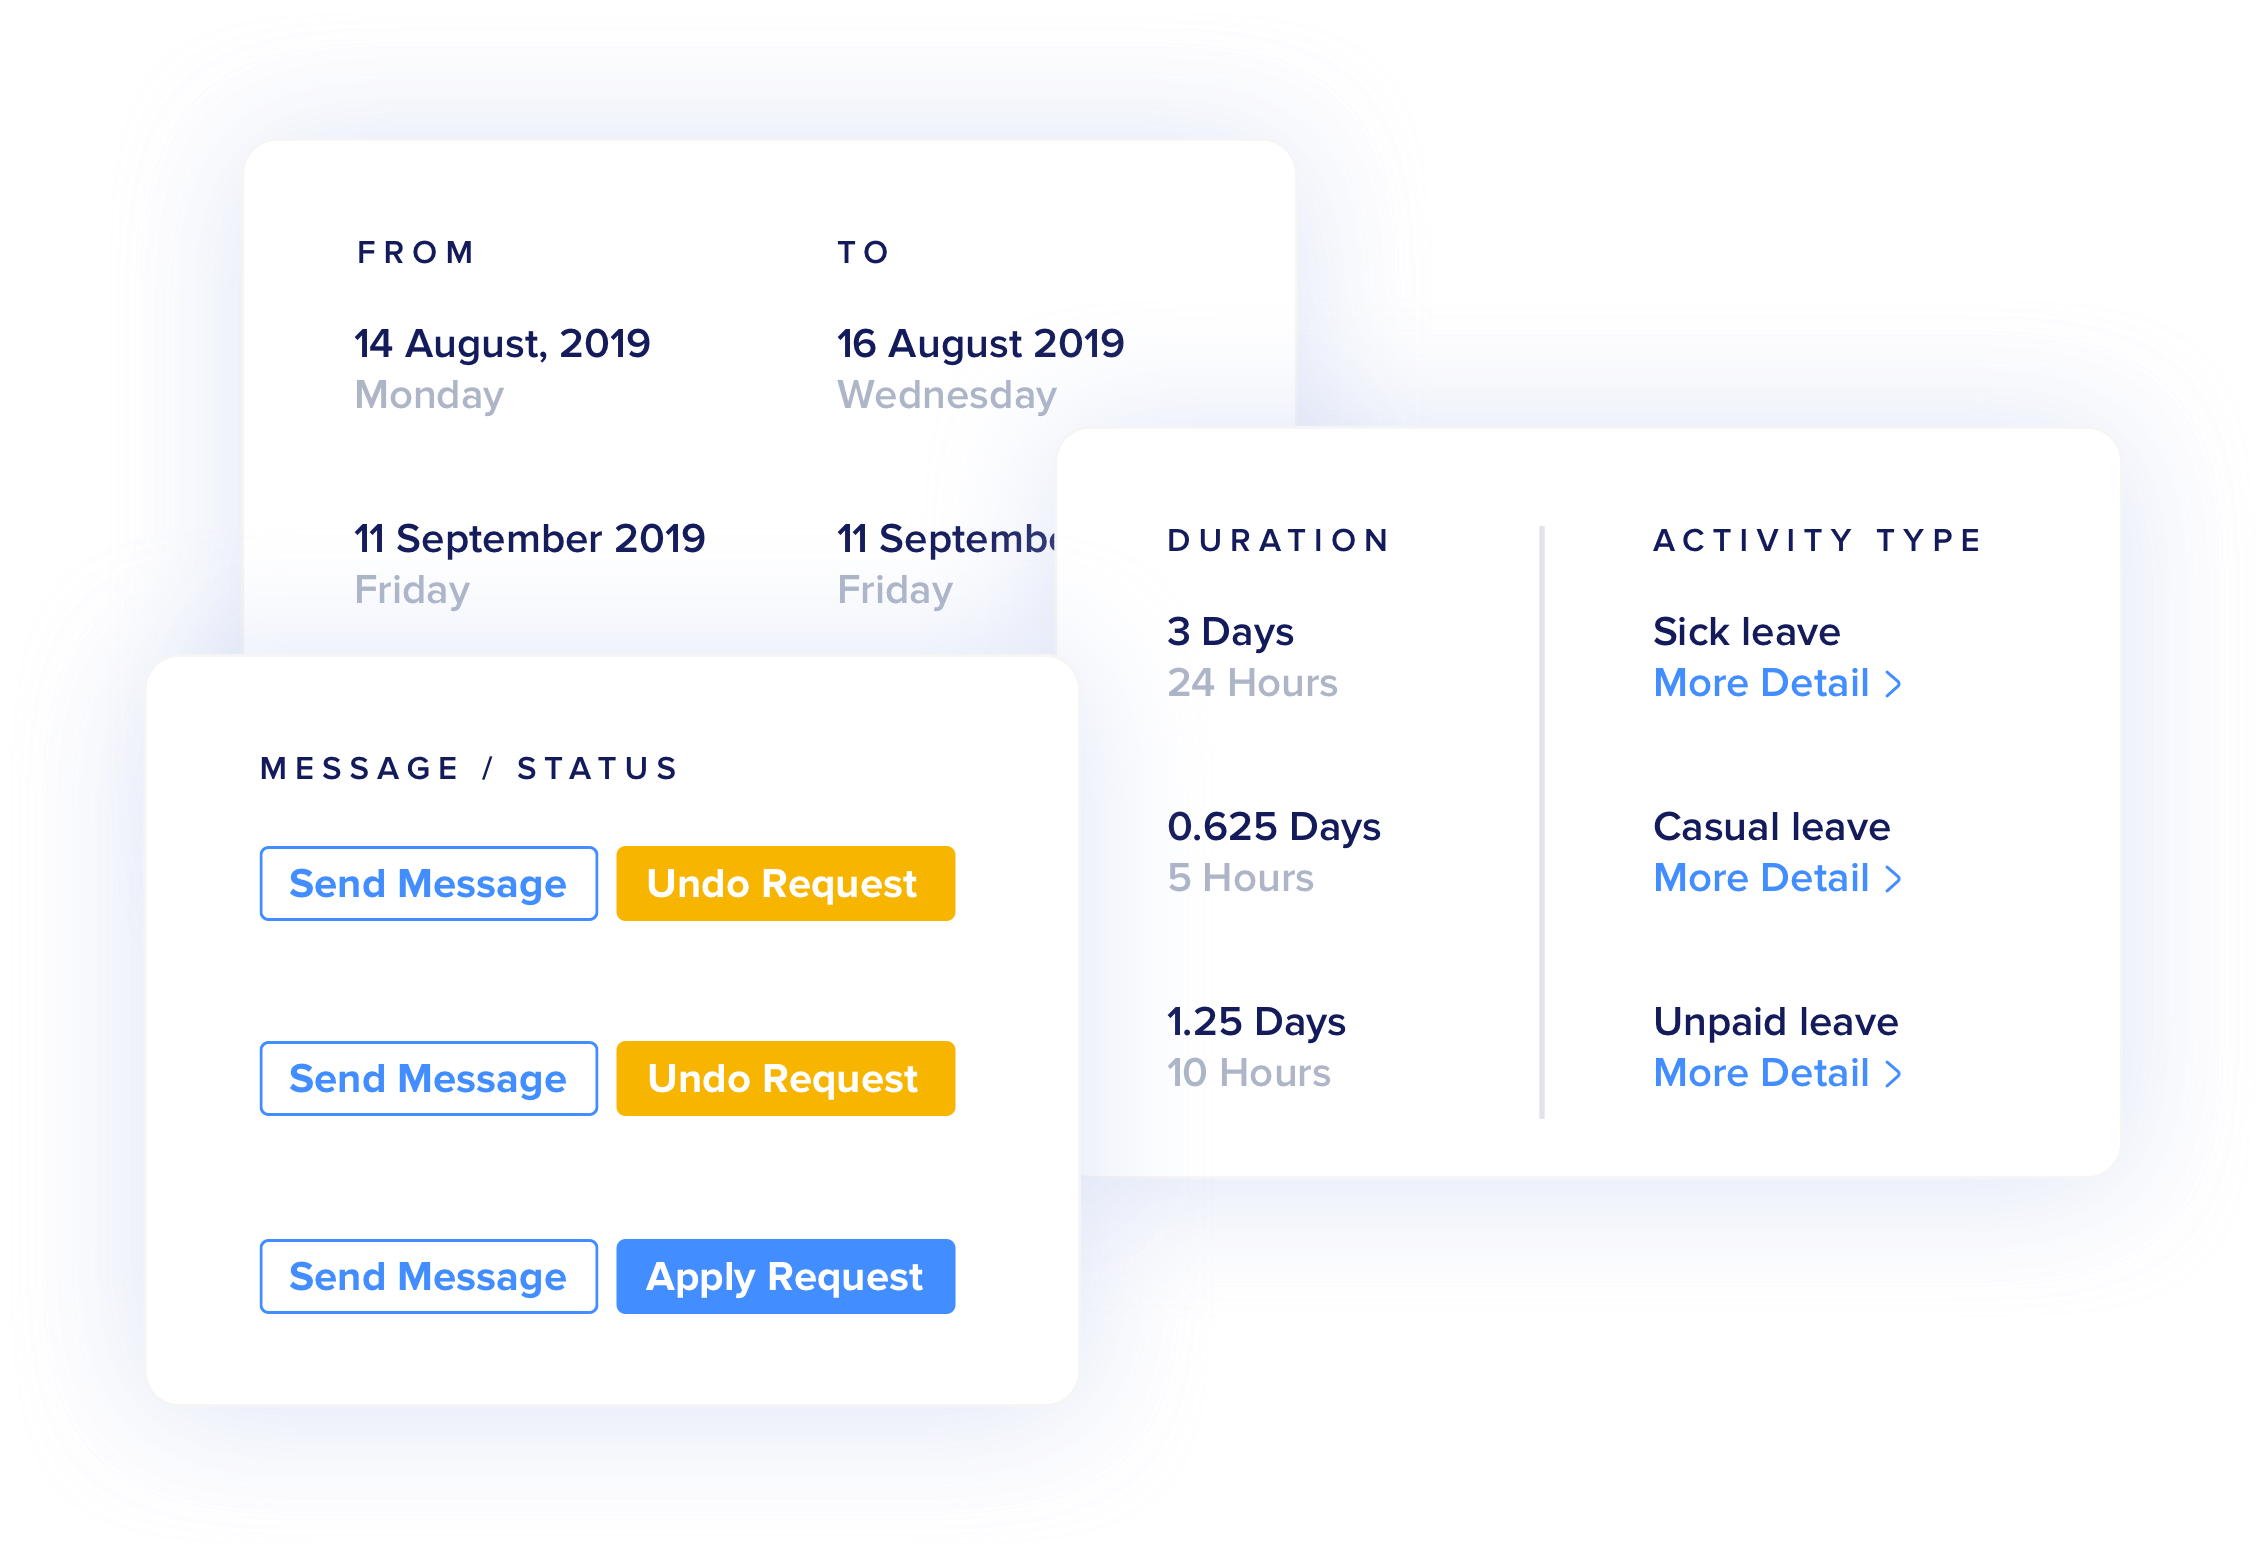 FROM
TO
14 August, 2019
16 August 2019
Monday
Wednesday
11 September 2019
11
Friday
Friday
DURATION
ACTIVITY TYPE
3 Days
Sick leave
24 Hours
More Detail
0.625 Days
Casual leave
5 Hours
More Detail
1.25 Days
Unpaid leave
10 Hours
More Detail
MESSAGE / STATUS
Send Message
Undo Request
Send Message
Undo Request
Send Message
Apply Request